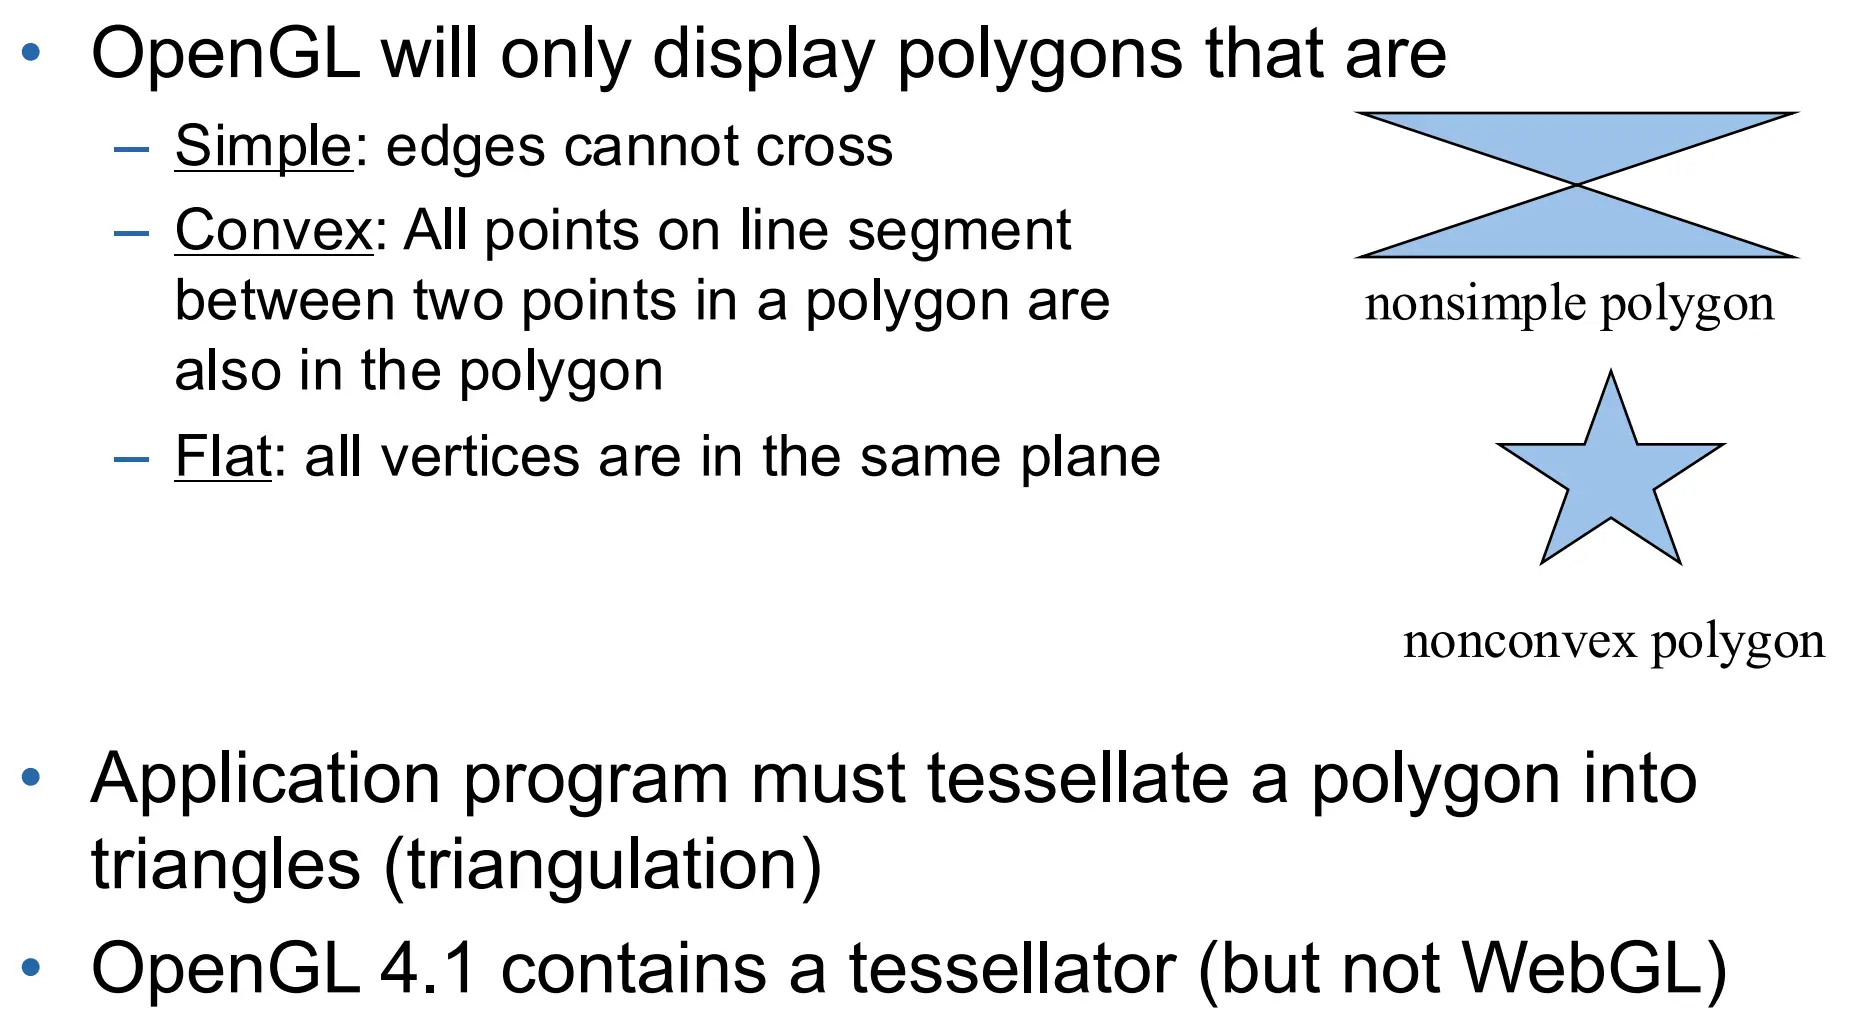 • OpenGL will only display polygons that are
– Simple: edges cannot cross
– Convex: All points on line segment
between two points in a polygon are
also in the polygon
– Flat: all vertices are in the same plane
nonsimple polygon
nonconvex polygon
• Application program must tessellate a polygon into
triangles (triangulation)
• OpenGL 4.1 contains a tessellator (but not WebGL)